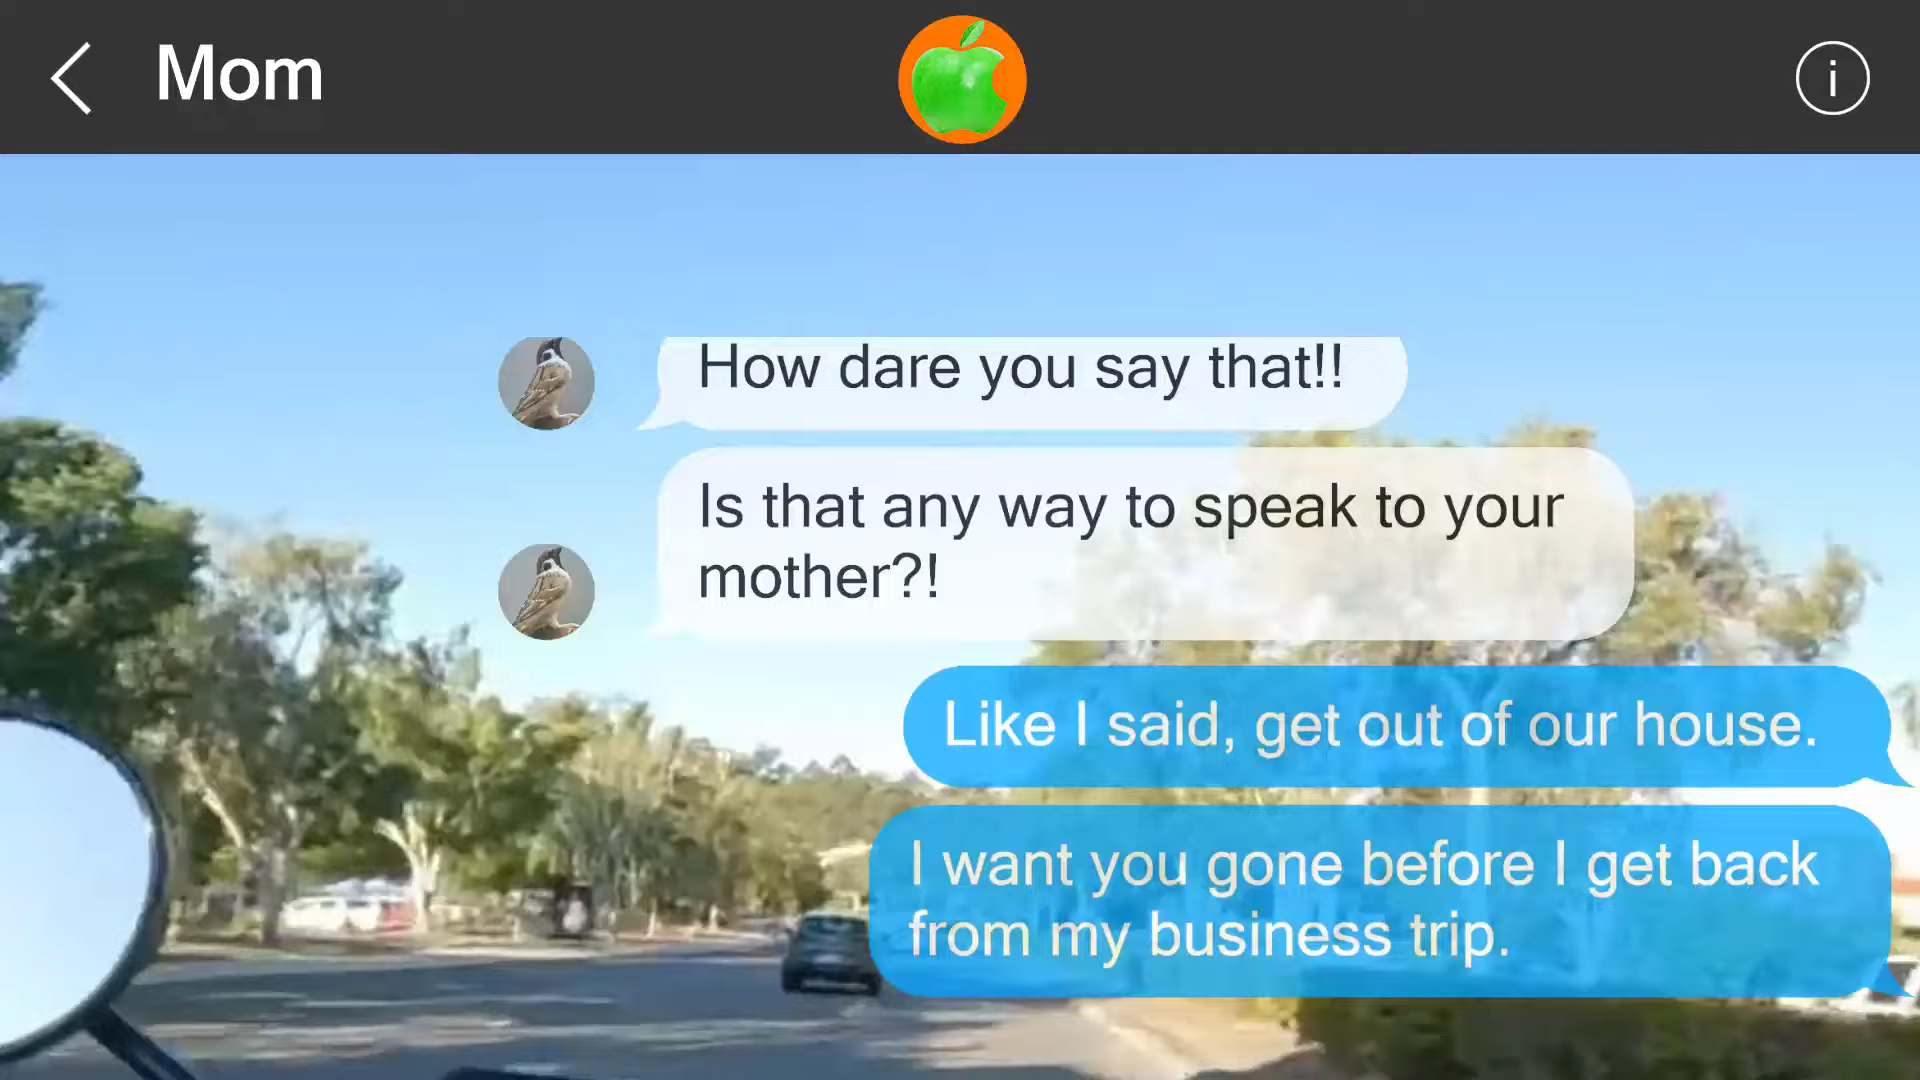 Mom
i
How dare you say that!!
Is that any way to speak to your
mother?!
Like I said, get out of our house.
I want you gone before I get back
from my business trip.